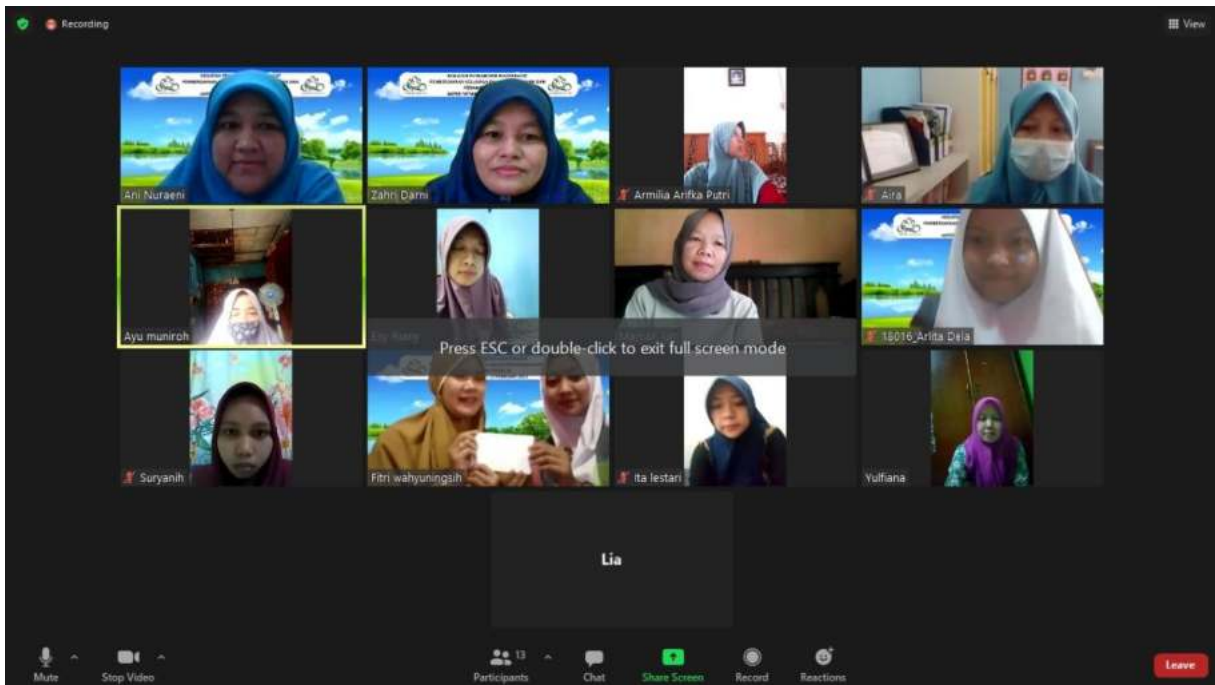 Recording
View
Ani Nuraeni
Zahri Darni
Armilia Arifka Putri
Aira
Ayu muniroh
18016_Arlita Dela
Press ESC or double-click to exit full screen mode
Suryanih
Fitri wahyuningsih
Ita lestari
Yulfiana
Lia
Mute
Stop Video
13
Participants
Chat
Share Screen
Record
Reactions
Leave